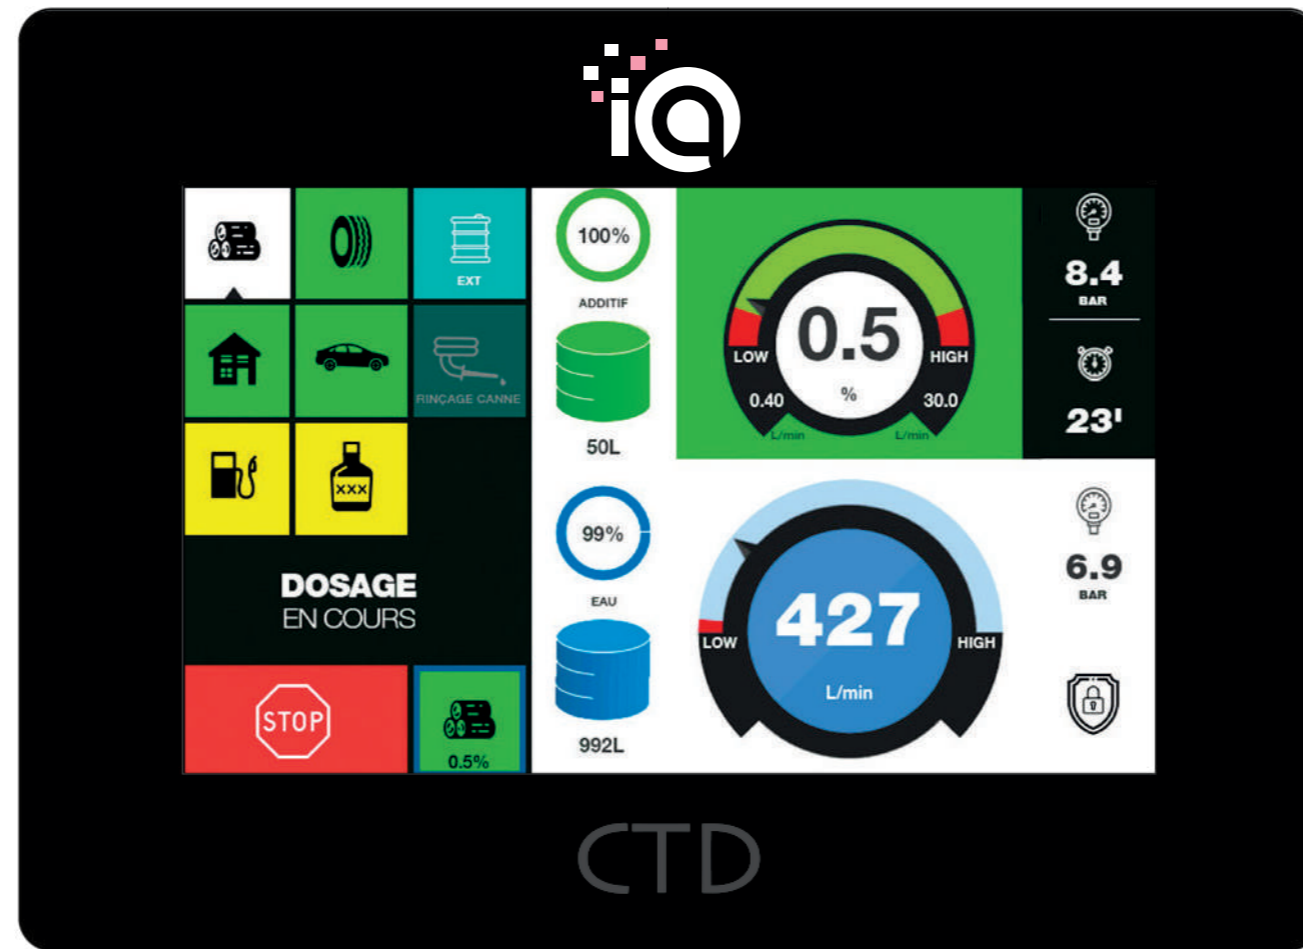 iQ
EXT
RINÇAGE CANNE
XXX
DOSAGE
EN COURS
STOP
0.5%
100%
ADDITIF
50L
99%
EAU
992L
0.5
%
LOW
HIGH
0.40
30.0
L/min
L/min
8.4
BAR
23'
427
L/min
LOW
HIGH
6.9
BAR
CTD